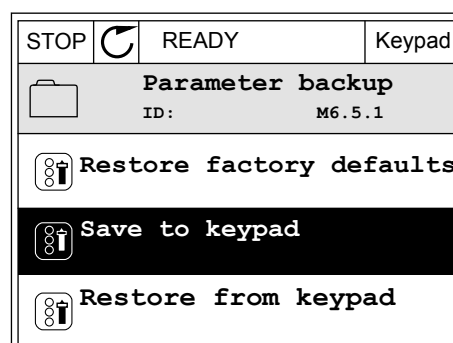 STOP READY Keypad
Parameter backup
ID: M6.5.1
Restore factory defaults
Save to keypad
Restore from keypad